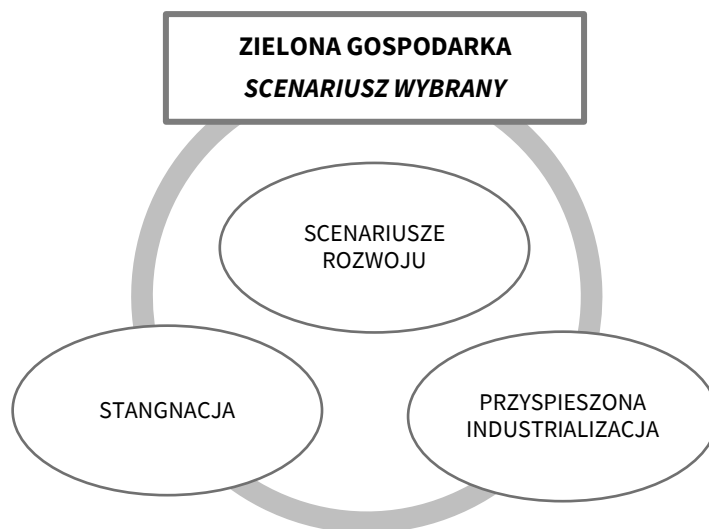 ZIELONA GOSPODARKA
SCENARIUSZ WYBRANY
SCENARIUSZE
ROZWOJU
STANGNACJA
PRZYSPIESZONA
INDUSTRIALIZACJA